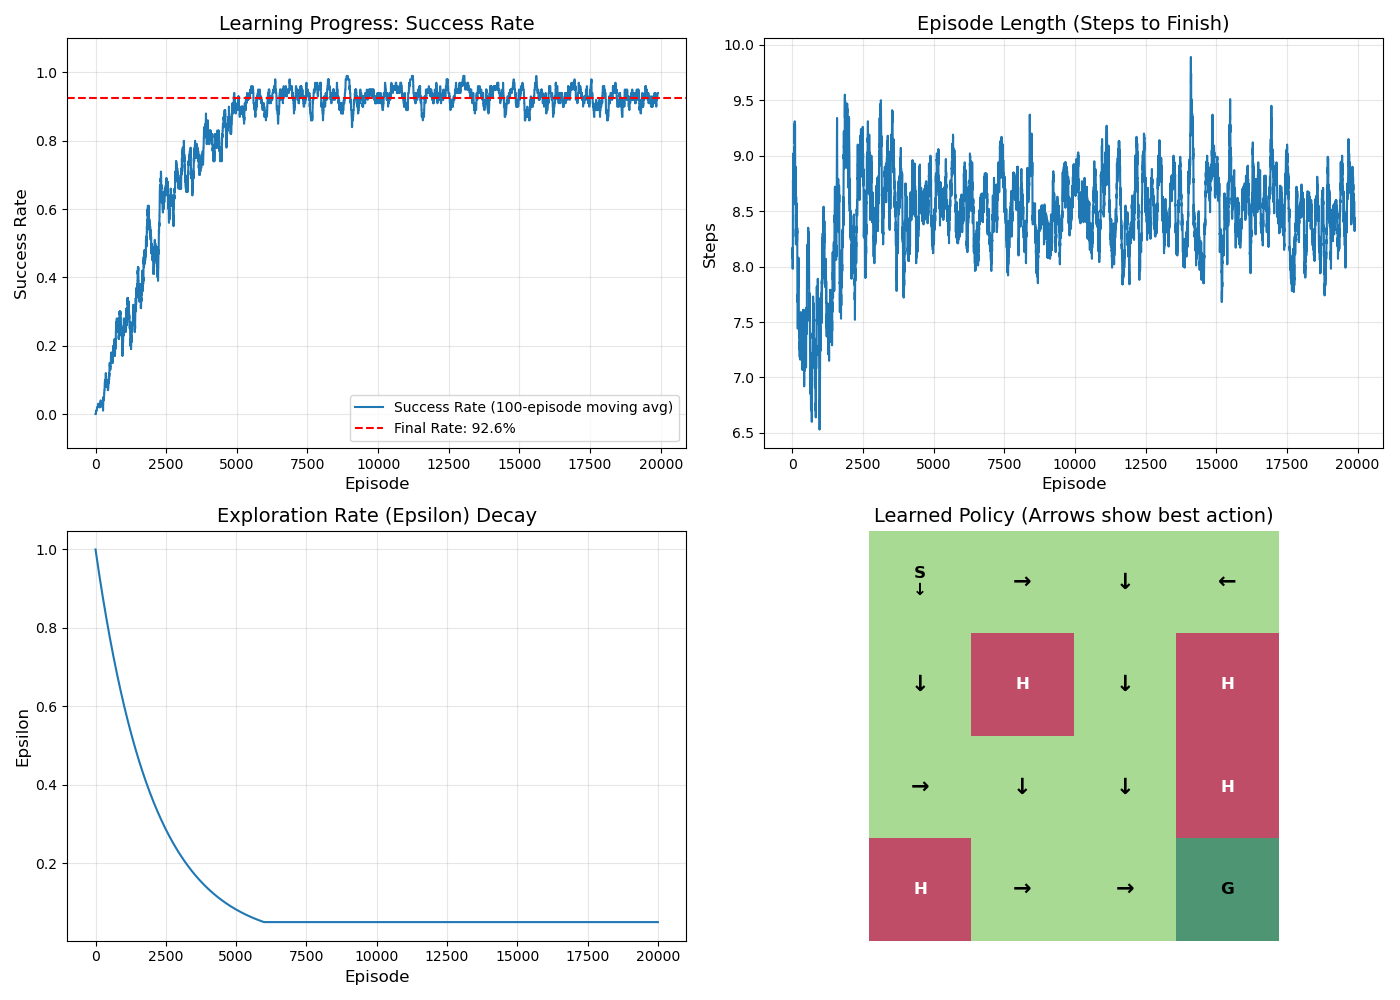 Learning Progress: Success Rate
1.0
0.8
0.6
0.4
0.2
0.0
Success Rate
Success Rate (100-episode moving avg)
Final Rate: 92.6%
0 2500 5000 7500 10000 12500 15000 17500 20000
Episode
Episode Length (Steps to Finish)
10.0
9.5
9.0
8.5
8.0
7.5
7.0
6.5
Steps
0 2500 5000 7500 10000 12500 15000 17500 20000
Episode
Exploration Rate (Epsilon) Decay
1.0
0.8
0.6
0.4
0.2
Epsilon
0 2500 5000 7500 10000 12500 15000 17500 20000
Episode
Learned Policy (Arrows show best action)
S
↓ → ↓ ←
↓ H ↓ H
→ ↓ ↓ H
H → → G